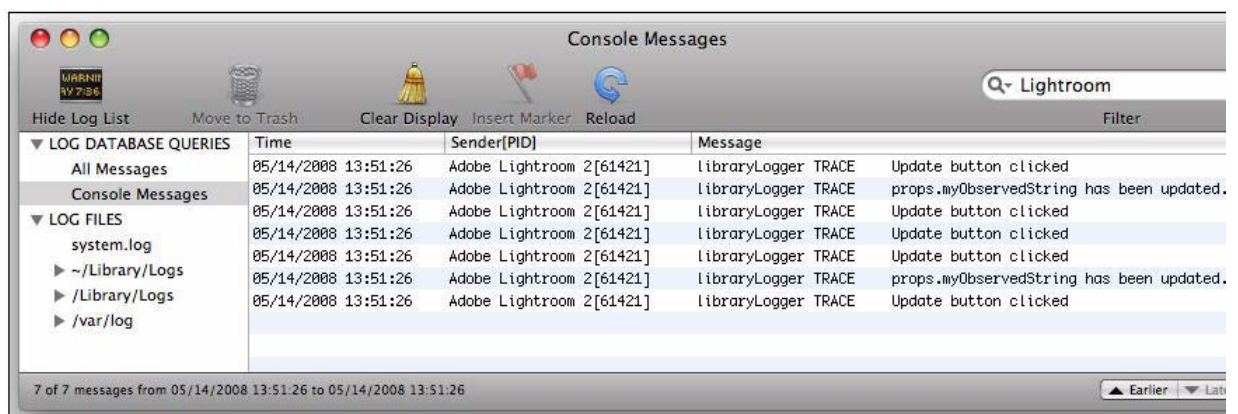 Console Messages
WARNIN
AY 7:36
Lightroom
Hide Log List Move to Trash Clear Display Insert Marker Reload Filter
LOG DATABASE QUERIES
All Messages
Console Messages
LOG FILES
system.log
~/Library/Logs
/Library/Logs
/var/log
Time Sender[PID] Message
05/14/2008 13:51:26 Adobe Lightroom 2[61421] libraryLogger TRACE Update button clicked
05/14/2008 13:51:26 Adobe Lightroom 2[61421] libraryLogger TRACE props.myObservedString has been updated.
05/14/2008 13:51:26 Adobe Lightroom 2[61421] libraryLogger TRACE Update button clicked
05/14/2008 13:51:26 Adobe Lightroom 2[61421] libraryLogger TRACE Update button clicked
05/14/2008 13:51:26 Adobe Lightroom 2[61421] libraryLogger TRACE Update button clicked
05/14/2008 13:51:26 Adobe Lightroom 2[61421] libraryLogger TRACE props.myObservedString has been updated.
05/14/2008 13:51:26 Adobe Lightroom 2[61421] libraryLogger TRACE Update button clicked
7 of 7 messages from 05/14/2008 13:51:26 to 05/14/2008 13:51:26 Earlier Late